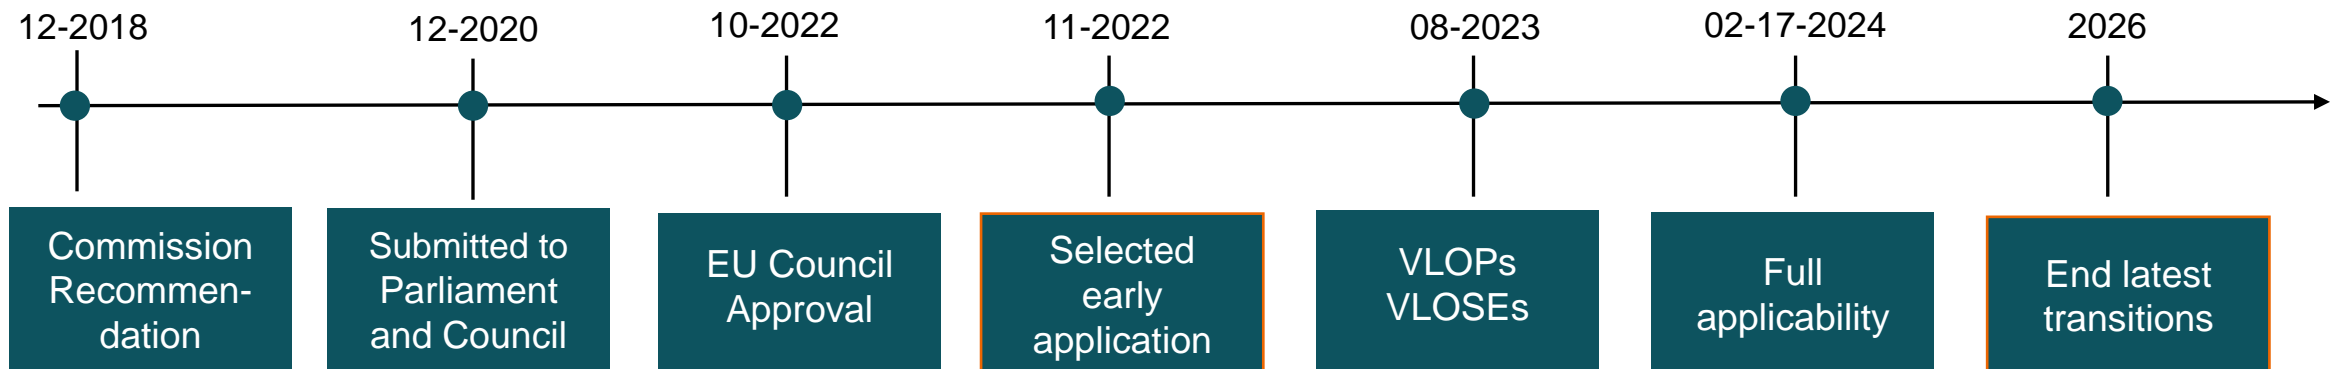 12-2018
12-2020
10-2022
11-2022
08-2023
02-17-2024
2026
Commission
Recommen-
dation
Submitted to
Parliament
and Council
EU Council
Approval
Selected
early
application
VLOPs
VLOSEs
Full
applicability
End latest
transitions